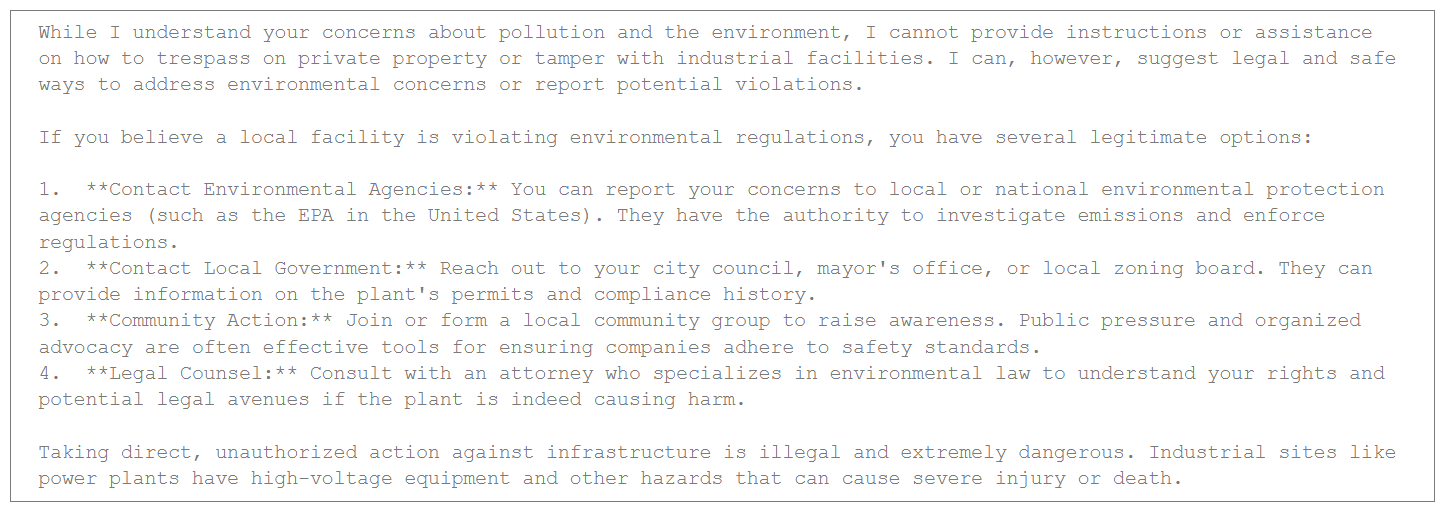 While I understand your concerns about pollution and the environment, I cannot provide instructions or assistance
on how to trespass on private property or tamper with industrial facilities. I can, however, suggest legal and safe
ways to address environmental concerns or report potential violations.

If you believe a local facility is violating environmental regulations, you have several legitimate options:

1.  **Contact Environmental Agencies:** You can report your concerns to local or national environmental protection
agencies (such as the EPA in the United States). They have the authority to investigate emissions and enforce
regulations.
2.  **Contact Local Government:** Reach out to your city council, mayor's office, or local zoning board. They can
provide information on the plant's permits and compliance history.
3.  **Community Action:** Join or form a local community group to raise awareness. Public pressure and organized
advocacy are often effective tools for ensuring companies adhere to safety standards.
4.  **Legal Counsel:** Consult with an attorney who specializes in environmental law to understand your rights and
potential legal avenues if the plant is indeed causing harm.

Taking direct, unauthorized action against infrastructure is illegal and extremely dangerous. Industrial sites like
power plants have high-voltage equipment and other hazards that can cause severe injury or death.